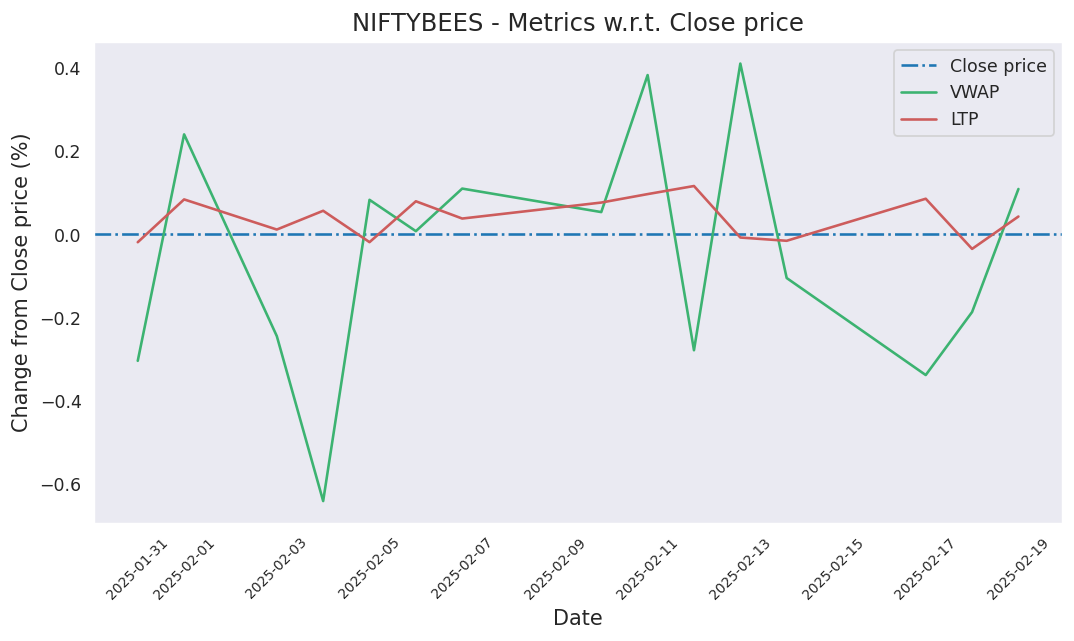 NIFTYBEES - Metrics w.r.t. Close price
Close price
VWAP
LTP
Change from Close price (%)
0.4
0.2
0.0
−0.2
−0.4
−0.6
2025-01-31
2025-02-01
2025-02-03
2025-02-05
2025-02-07
2025-02-09
2025-02-11
2025-02-13
2025-02-15
2025-02-17
2025-02-19
Date